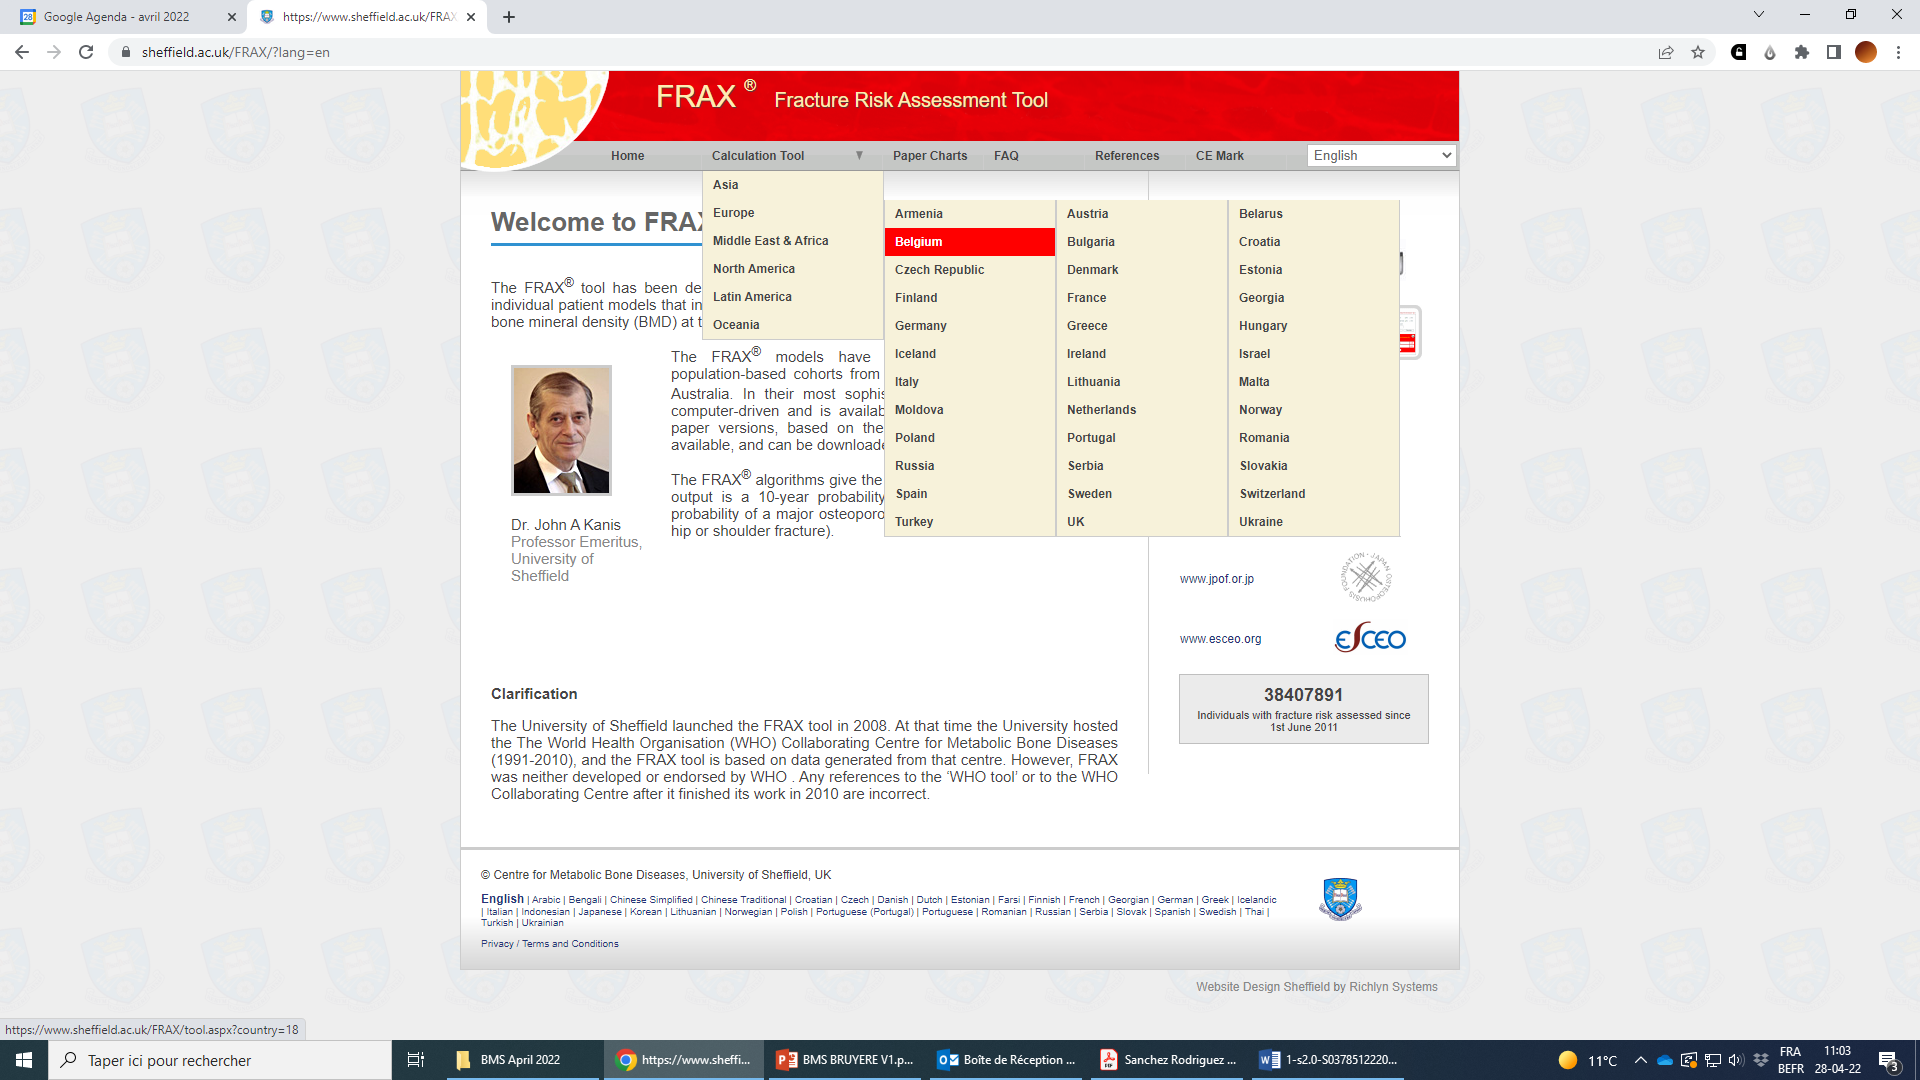 Google Agenda - avril 2022
https://www.sheffield.ac.uk/FRAX
sheffield.ac.uk/FRAX/?lang=en
FRAX ® Fracture Risk Assessment Tool
Home Calculation Tool ▼ Paper Charts FAQ References CE Mark English
Asia
Europe
Middle East & Africa
North America
Latin America
Oceania
Armenia Austria Belarus
Belgium Bulgaria Croatia
Czech Republic Denmark Estonia
Finland France Georgia
Germany Greece Hungary
Iceland Ireland Israel
Italy Lithuania Malta
Moldova Netherlands Norway
Poland Portugal Romania
Russia Serbia Slovakia
Spain Sweden Switzerland
Turkey UK Ukraine
Welcome to FRAX
The FRAX® tool has been de
individual patient models that in
bone mineral density (BMD) at t
The FRAX® models have
population-based cohorts from
Australia. In their most sophis
computer-driven and is availab
paper versions, based on the
available, and can be downloade
The FRAX® algorithms give the
output is a 10-year probability
probability of a major osteoporo
hip or shoulder fracture).
Dr. John A Kanis
Professor Emeritus,
University of
Sheffield
www.jpof.or.jp
JAPAN OSTEOPOROSIS FOUNDATION
www.esceo.org
ESCEO
38407891
Individuals with fracture risk assessed since
1st June 2011
Clarification
The University of Sheffield launched the FRAX tool in 2008. At that time the University hosted
the The World Health Organisation (WHO) Collaborating Centre for Metabolic Bone Diseases
(1991-2010), and the FRAX tool is based on data generated from that centre. However, FRAX
was neither developed or endorsed by WHO . Any references to the ‘WHO tool’ or to the WHO
Collaborating Centre after it finished its work in 2010 are incorrect.
© Centre for Metabolic Bone Diseases, University of Sheffield, UK
English | Arabic | Bengali | Chinese Simplified | Chinese Traditional | Croatian | Czech | Danish | Dutch | Estonian | Farsi | Finnish | French | Georgian | German | Greek | Icelandic
| Italian | Indonesian | Japanese | Korean | Lithuanian | Norwegian | Polish | Portuguese (Portugal) | Portuguese | Romanian | Russian | Serbia | Slovak | Spanish | Swedish | Thai |
Turkish | Ukrainian
Privacy / Terms and Conditions
Website Design Sheffield by Richlyn Systems
https://www.sheffield.ac.uk/FRAX/tool.aspx?country=18
Taper ici pour rechercher
BMS April 2022
https://www.sheffi...
BMS BRUYERE V1.p...
Boîte de Réception ...
Sanchez Rodriguez ...
1-s2.0-S0378512220...
11°C
FRA
BEFR
11:03
28-04-22
3